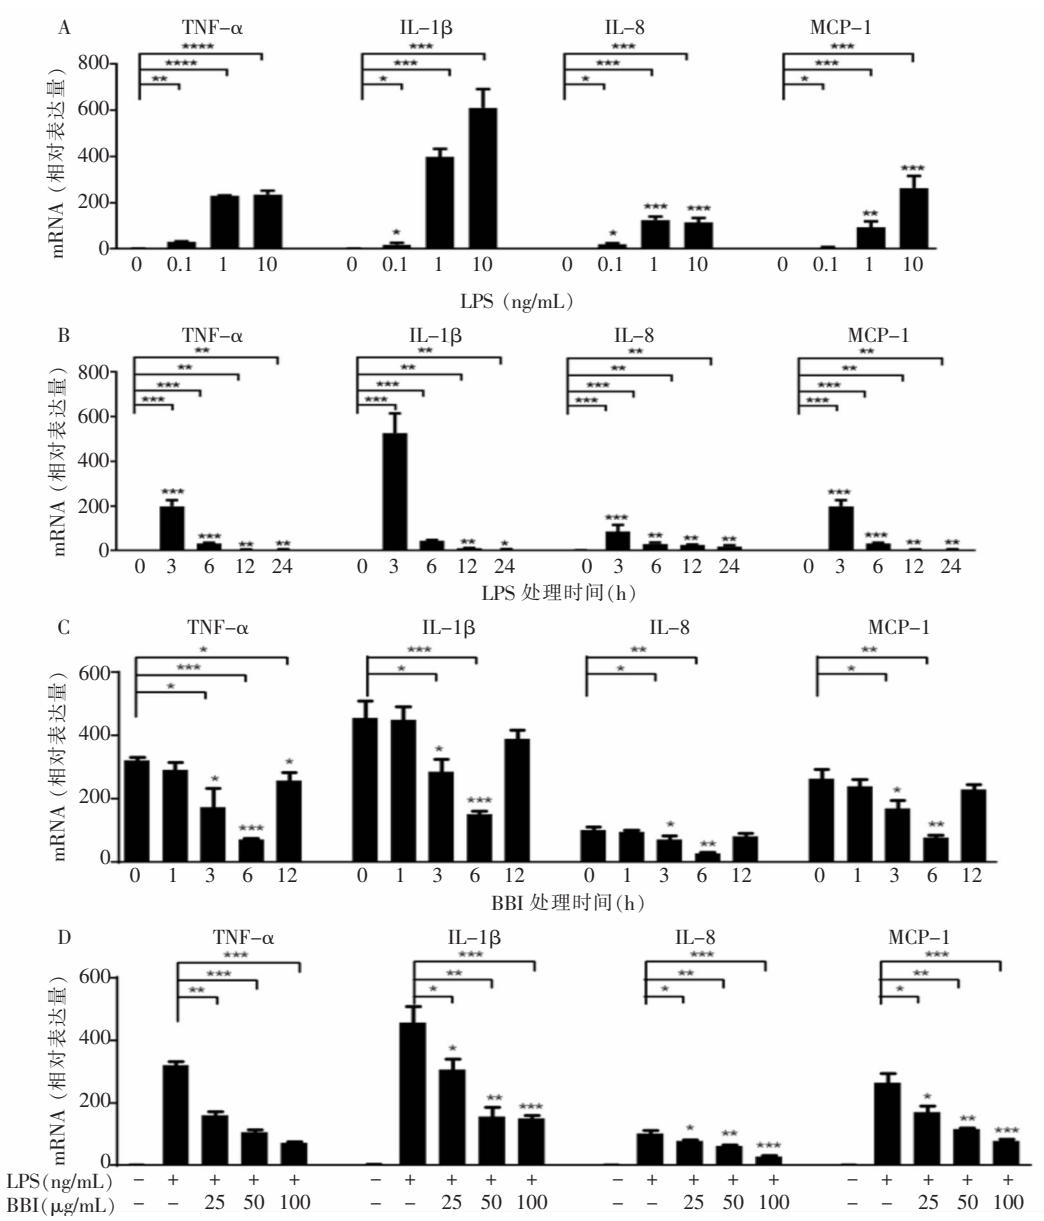 A TNF-α IL-1β IL-8 MCP-1
**** *** *** ***
**** *** *** ***
** * * *
mRNA（相对表达量）
800
600
400
200
0
* * *** *** ** ***
0 0.1 1 10 0 0.1 1 10 0 0.1 1 10 0 0.1 1 10
LPS（ng/mL）
B TNF-α IL-1β IL-8 MCP-1
** ** ** **
** ** ** **
*** *** *** ***
*** *** *** ***
mRNA（相对表达量）
800
600
400
200
0
*** *** ** ** ** * *** ** ** ** *** *** ** **
0 3 6 12 24 0 3 6 12 24 0 3 6 12 24 0 3 6 12 24
LPS 处理时间(h)
C TNF-α IL-1β IL-8 MCP-1
* *** ** **
*** * * *
*
mRNA（相对表达量）
600
400
200
0
* *** * * *** * ** * **
0 1 3 6 12 0 1 3 6 12 0 1 3 6 12 0 1 3 6 12
BBI 处理时间(h)
D TNF-α IL-1β IL-8 MCP-1
*** *** *** ***
*** ** ** **
** * * *
mRNA（相对表达量）
600
400
200
0
* ** *** * ** *** * ** ***
LPS(ng/mL) − + + + + − + + + + − + + + + − + + + +
BBI(μg/mL) − − 25 50 100 − − 25 50 100 − − 25 50 100 − − 25 50 100